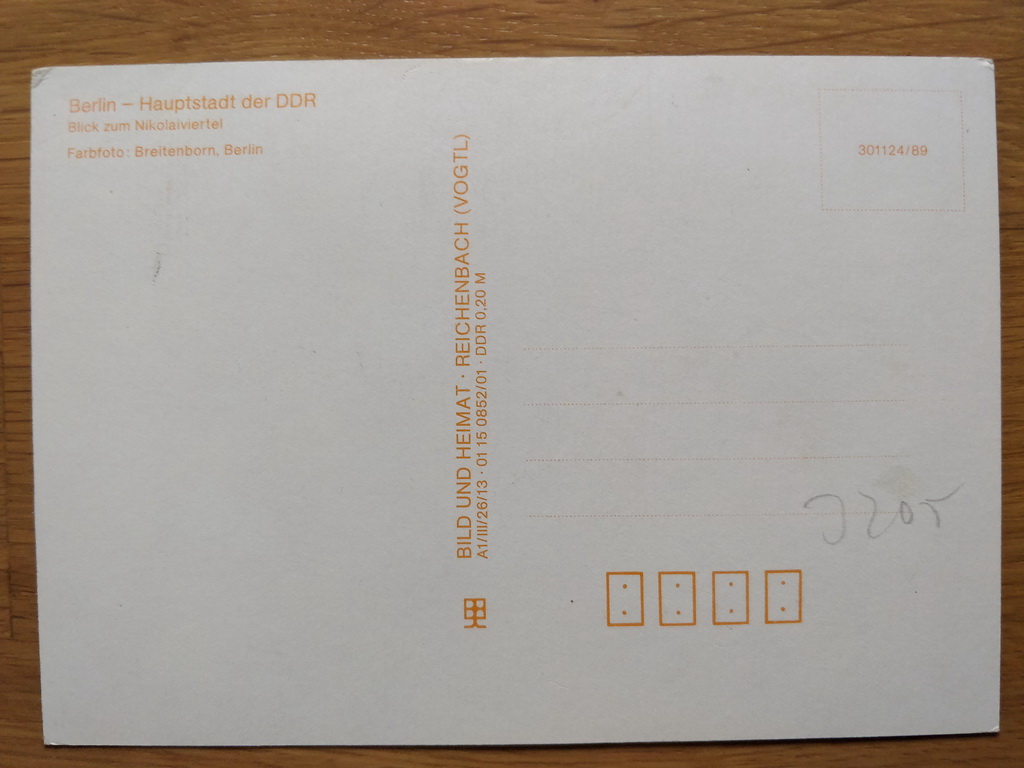 Berlin – Hauptstadt der DDR
Blick zum Nikolaiviertel
Farbfoto: Breitenborn, Berlin
BILD UND HEIMAT · REICHENBACH (VOGTL)
A1/III/26/13 · 01 15 0852/01 · DDR 0,20 M
301124/89